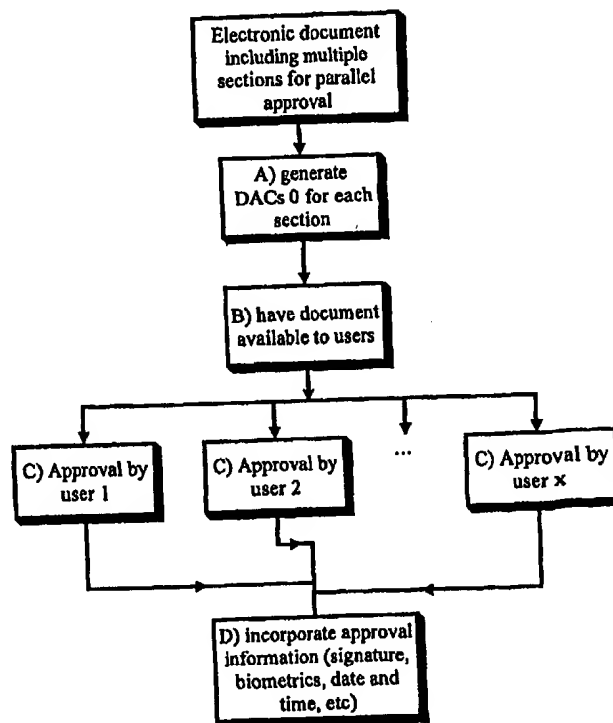 Electronic document
including multiple
sections for parallel
approval
A) generate
DACs 0 for each
section
B) have document
available to users
C) Approval by
user 1
C) Approval by
user 2
...
C) Approval by
user x
D) incorporate approval
information (signature,
biometrics, date and
time, etc)